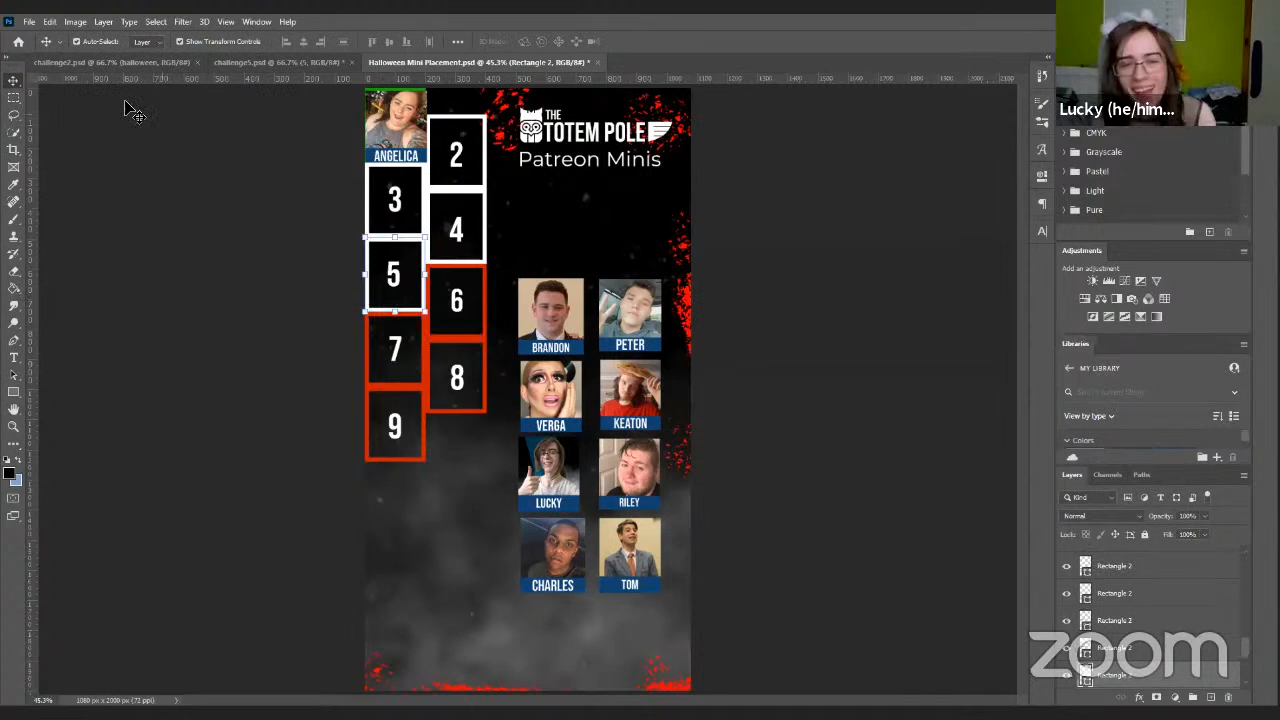 File Edit Image Layer Type Select Filter 3D View Window Help
Auto-Select: Layer Show Transform Controls
challenge2.psd @ 66.7% (halloween, RGB/8#) × challenge5.psd @ 66.7% (5, RGB/8#) * × Halloween Mini Placement.psd @ 45.3% (Rectangle 2, RGB/8#) * ×
Lucky (he/him...
THE
TOTEM POLE
Patreon Minis
ANGELICA
2
3
4
5
6
7
8
9
BRANDON
PETER
VERGA
KEATON
LUCKY
RILEY
CHARLES
TOM
CMYK
Grayscale
Pastel
Light
Pure
Adjustments
Add an adjustment
Libraries
MY LIBRARY
View by type
Colors
Layers Channels Paths
Kind
Normal Opacity: 100%
Lock: Fill: 100%
Rectangle 2
Rectangle 2
Rectangle 2
Rectangle 2
zoom
45.3% 1080 px x 2000 px (72 ppi)